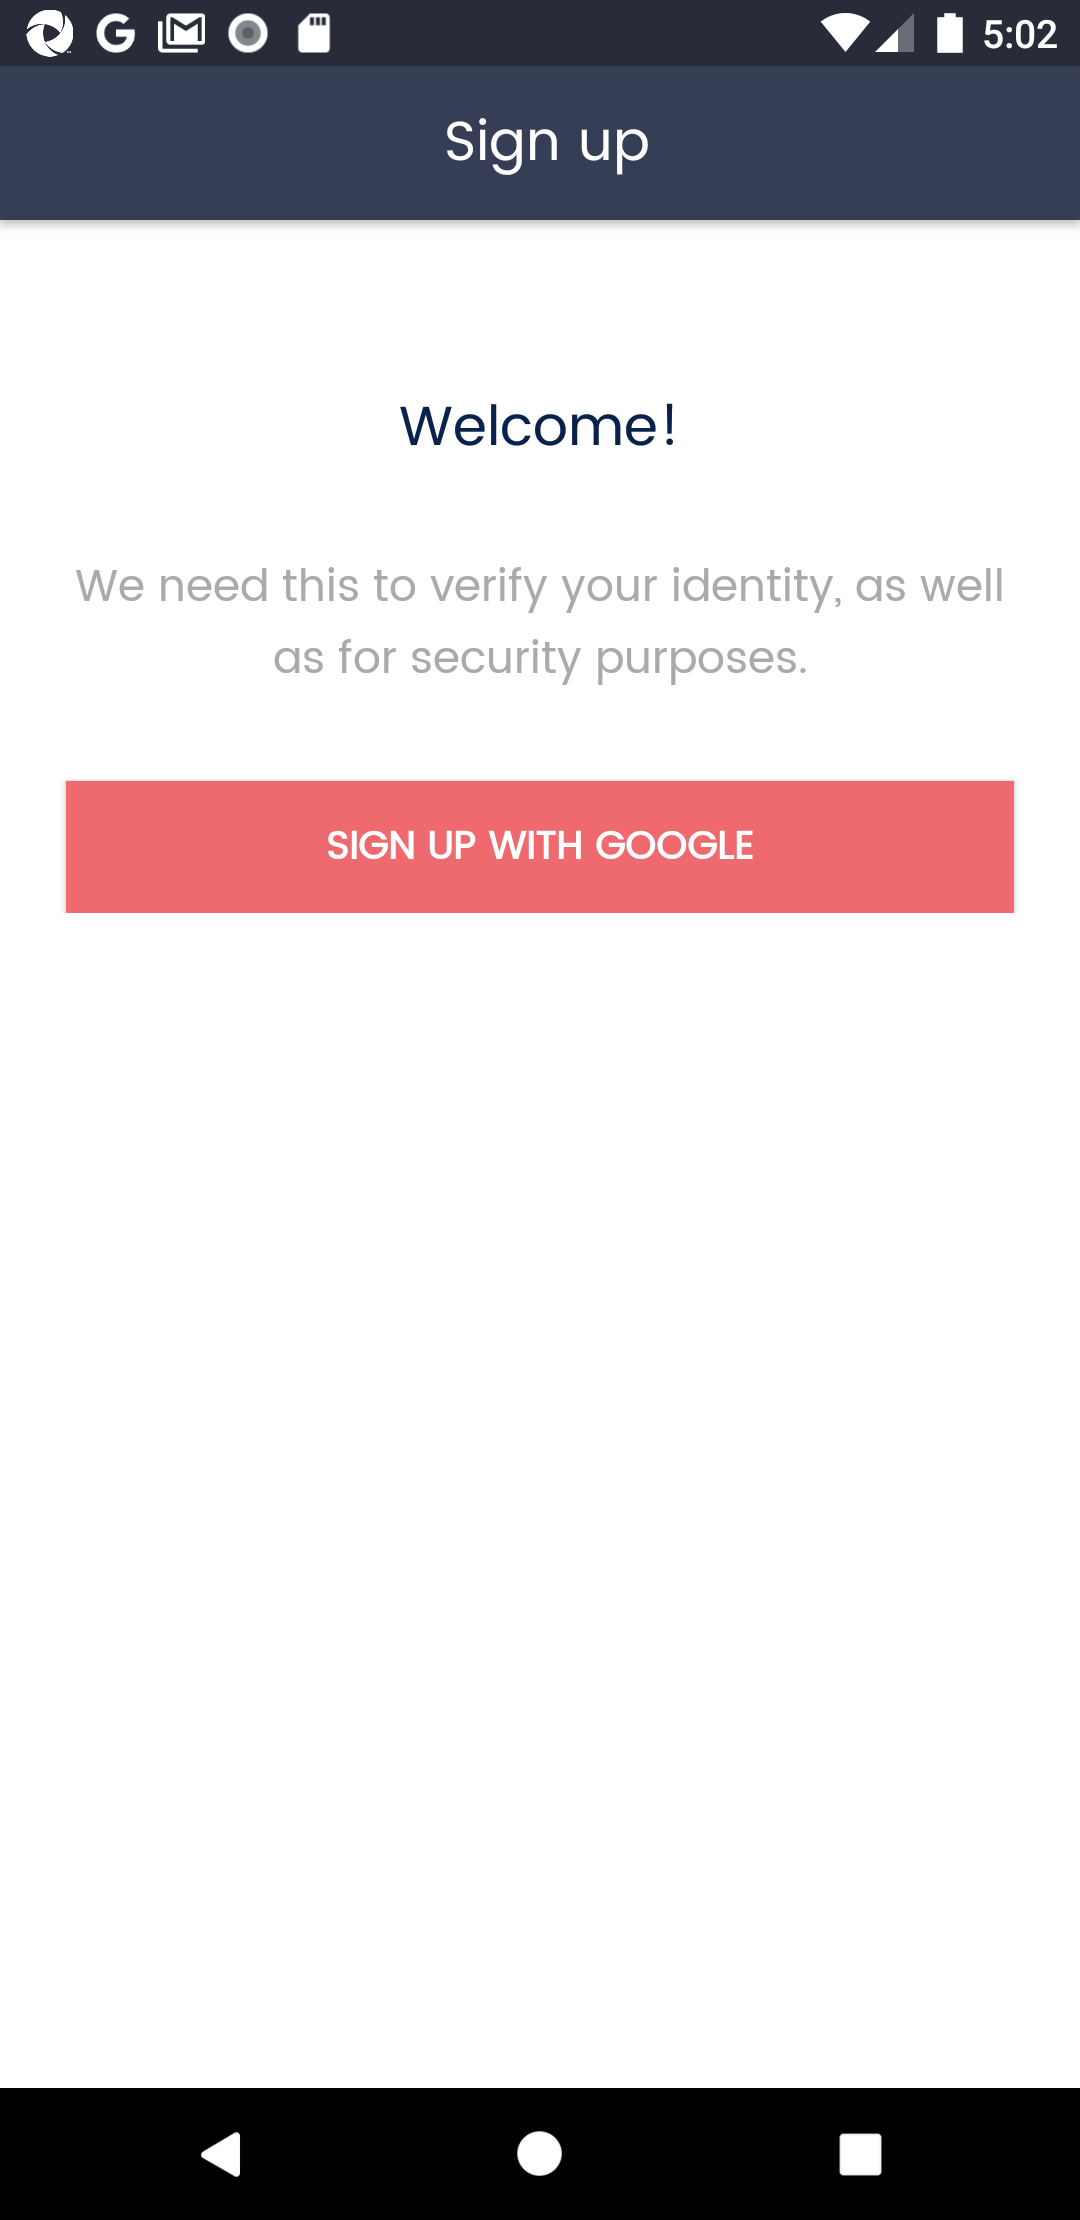 5:02
Sign up
Welcome!
We need this to verify your identity, as well
as for security purposes.
SIGN UP WITH GOOGLE